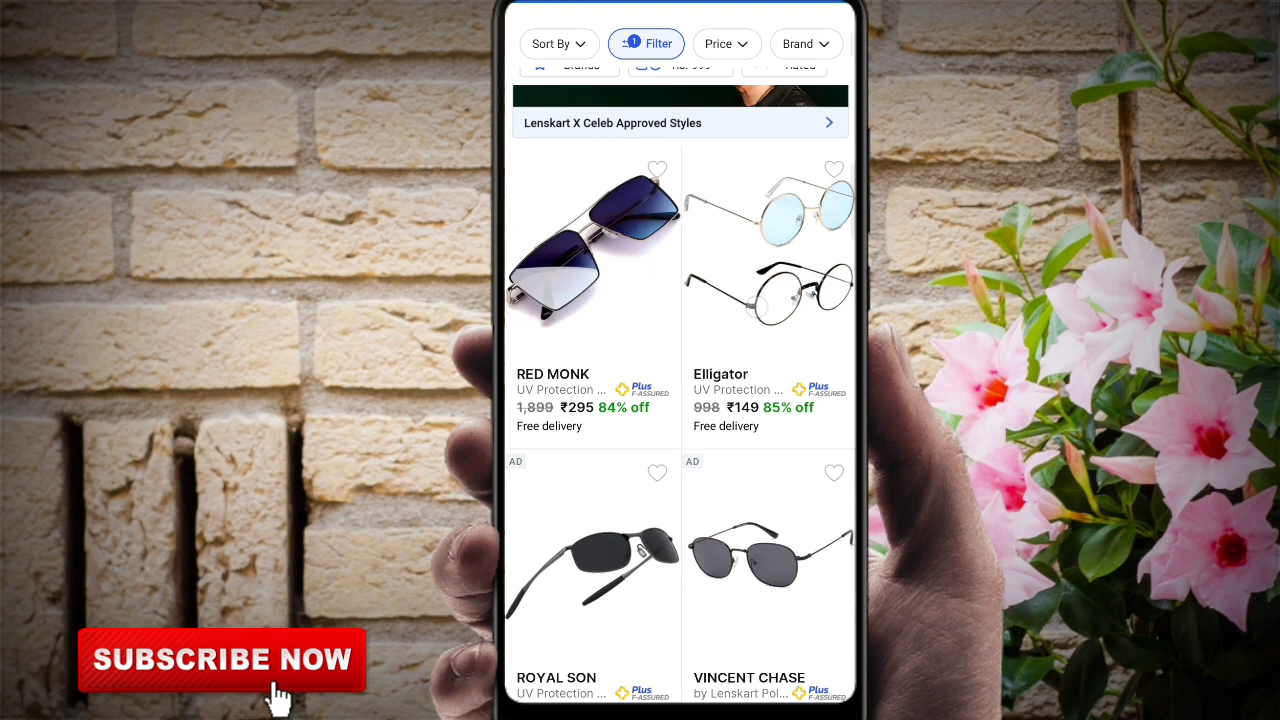 Sort By
1 Filter
Price
Brand
Brands
Rs. 999
Rated
Lenskart X Celeb Approved Styles
RED MONK
UV Protection ...
Plus
F-ASSURED
1,899 ₹295 84% off
Free delivery
Elligator
UV Protection ...
Plus
F-ASSURED
998 ₹149 85% off
Free delivery
AD
AD
ROYAL SON
UV Protection ...
Plus
F-ASSURED
VINCENT CHASE
by Lenskart Pol...
Plus
F-ASSURED
SUBSCRIBE NOW